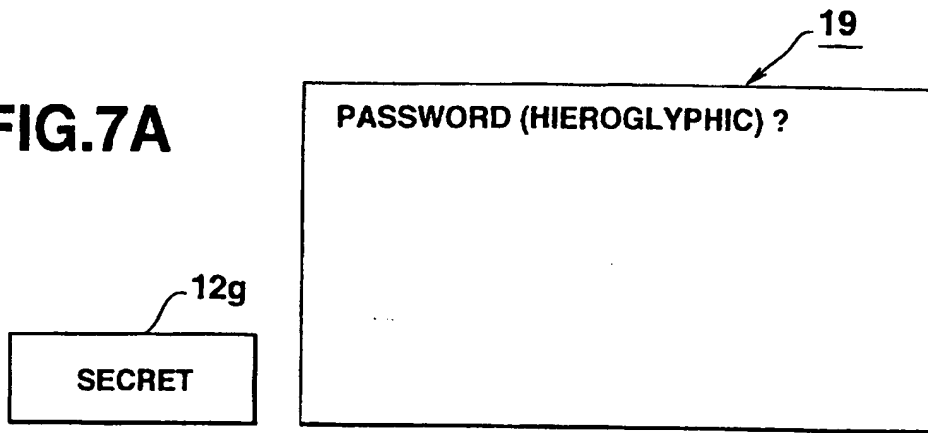 19
FIG.7A
PASSWORD (HIEROGLYPHIC) ?
12g
SECRET